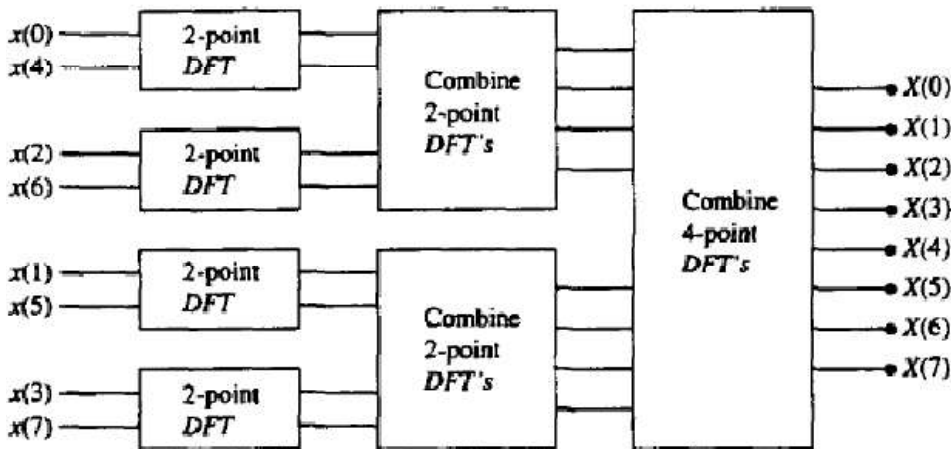 x(0)
x(4)
2-point
DFT
x(2)
x(6)
2-point
DFT
x(1)
x(5)
2-point
DFT
x(3)
x(7)
2-point
DFT
Combine
2-point
DFT's
Combine
2-point
DFT's
Combine
4-point
DFT's
X(0)
X(1)
X(2)
X(3)
X(4)
X(5)
X(6)
X(7)